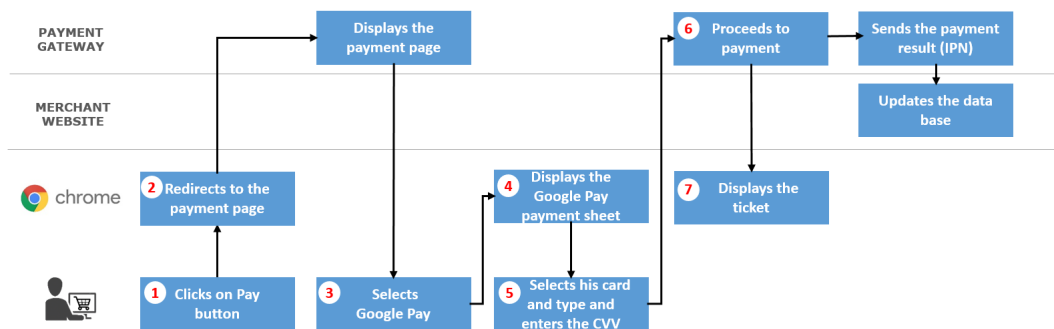 PAYMENT
GATEWAY
Displays the
payment page
6
Proceeds to
payment
Sends the payment
result (IPN)
MERCHANT
WEBSITE
Updates the data
base
chrome
2
Redirects to the
payment page
4
Displays the
Google Pay
payment sheet
7
Displays the
ticket
1
Clicks on Pay
button
3
Selects
Google Pay
5
Selects his card
and type and
enters the CVV